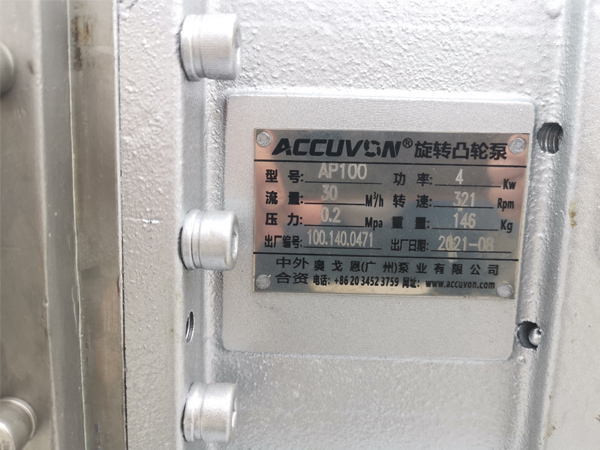 ACCUVON® 旋转凸轮泵
型号: AP100 功率: 4 Kw
流量: 30 M³/h 转速: 321 Rpm
压力: 0.2 Mpa 重量: 146 Kg
出厂编号: 100.140.0471 出厂日期: 2021-08
中外合资 奥戈恩(广州)泵业有限公司
电话: +86 20 3452 3759 网址: www.accuvon.com